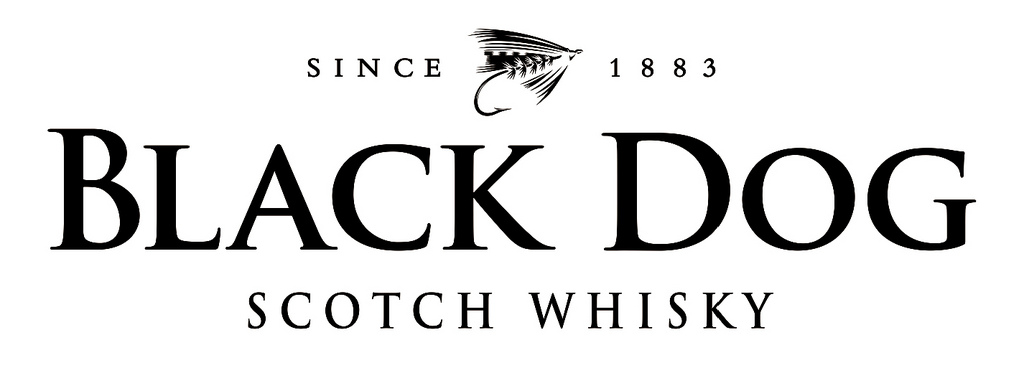 SINCE 1883
BLACK DOG
SCOTCH WHISKY